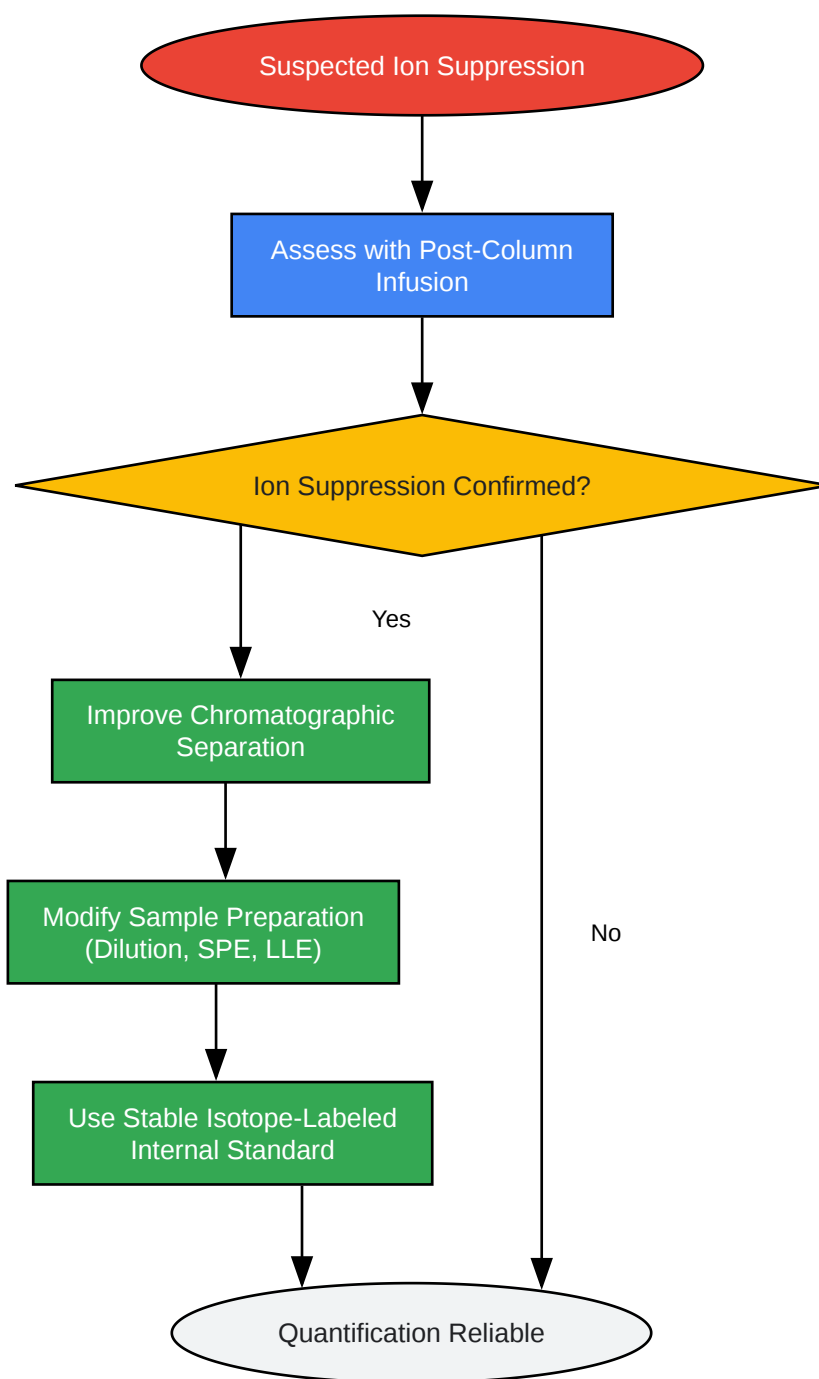 Suspected Ion Suppression
Assess with Post-Column
Infusion
Ion Suppression Confirmed?
Yes
Improve Chromatographic
Separation
Modify Sample Preparation
(Dilution, SPE, LLE)
No
Use Stable Isotope-Labeled
Internal Standard
Quantification Reliable